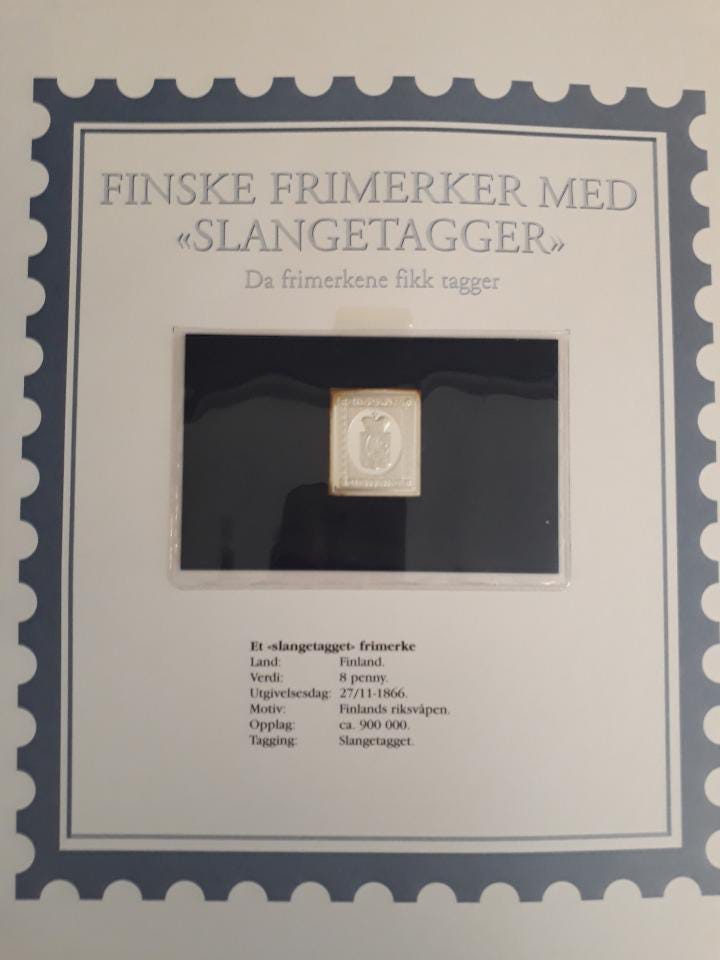 FINSKE FRIMERKER MED
«SLANGETAGGER»
Da frimerkene fikk tagger
Et «slangetagget» frimerke
Land: Finland.
Verdi: 8 penny.
Utgivelsesdag: 27/11-1866.
Motiv: Finlands riksvåpen.
Opplag: ca. 900 000.
Tagging: Slangetagget.